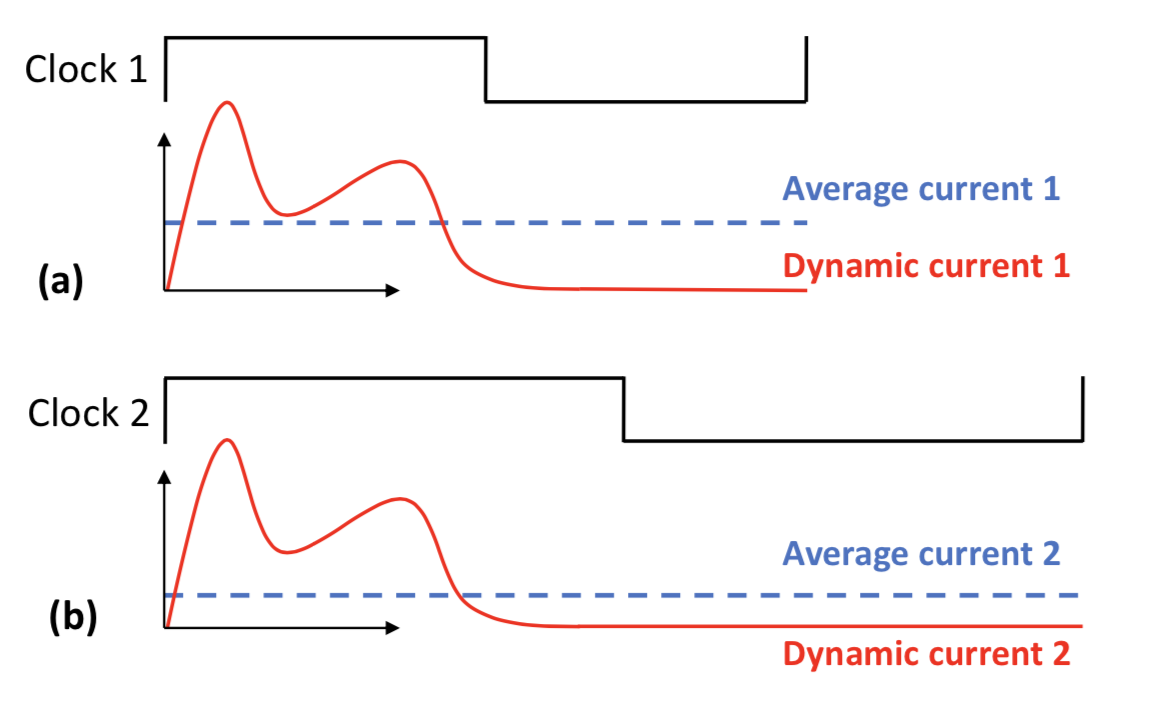 Clock 1
Average current 1
Dynamic current 1
(a)
Clock 2
Average current 2
(b)
Dynamic current 2